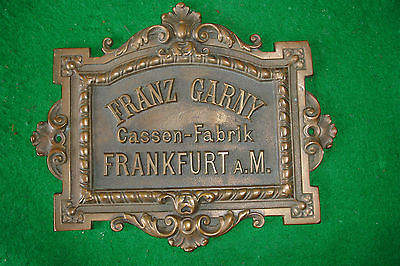 FRANZ GARNY
Cassen-Fabrik
FRANKFURT A.M.